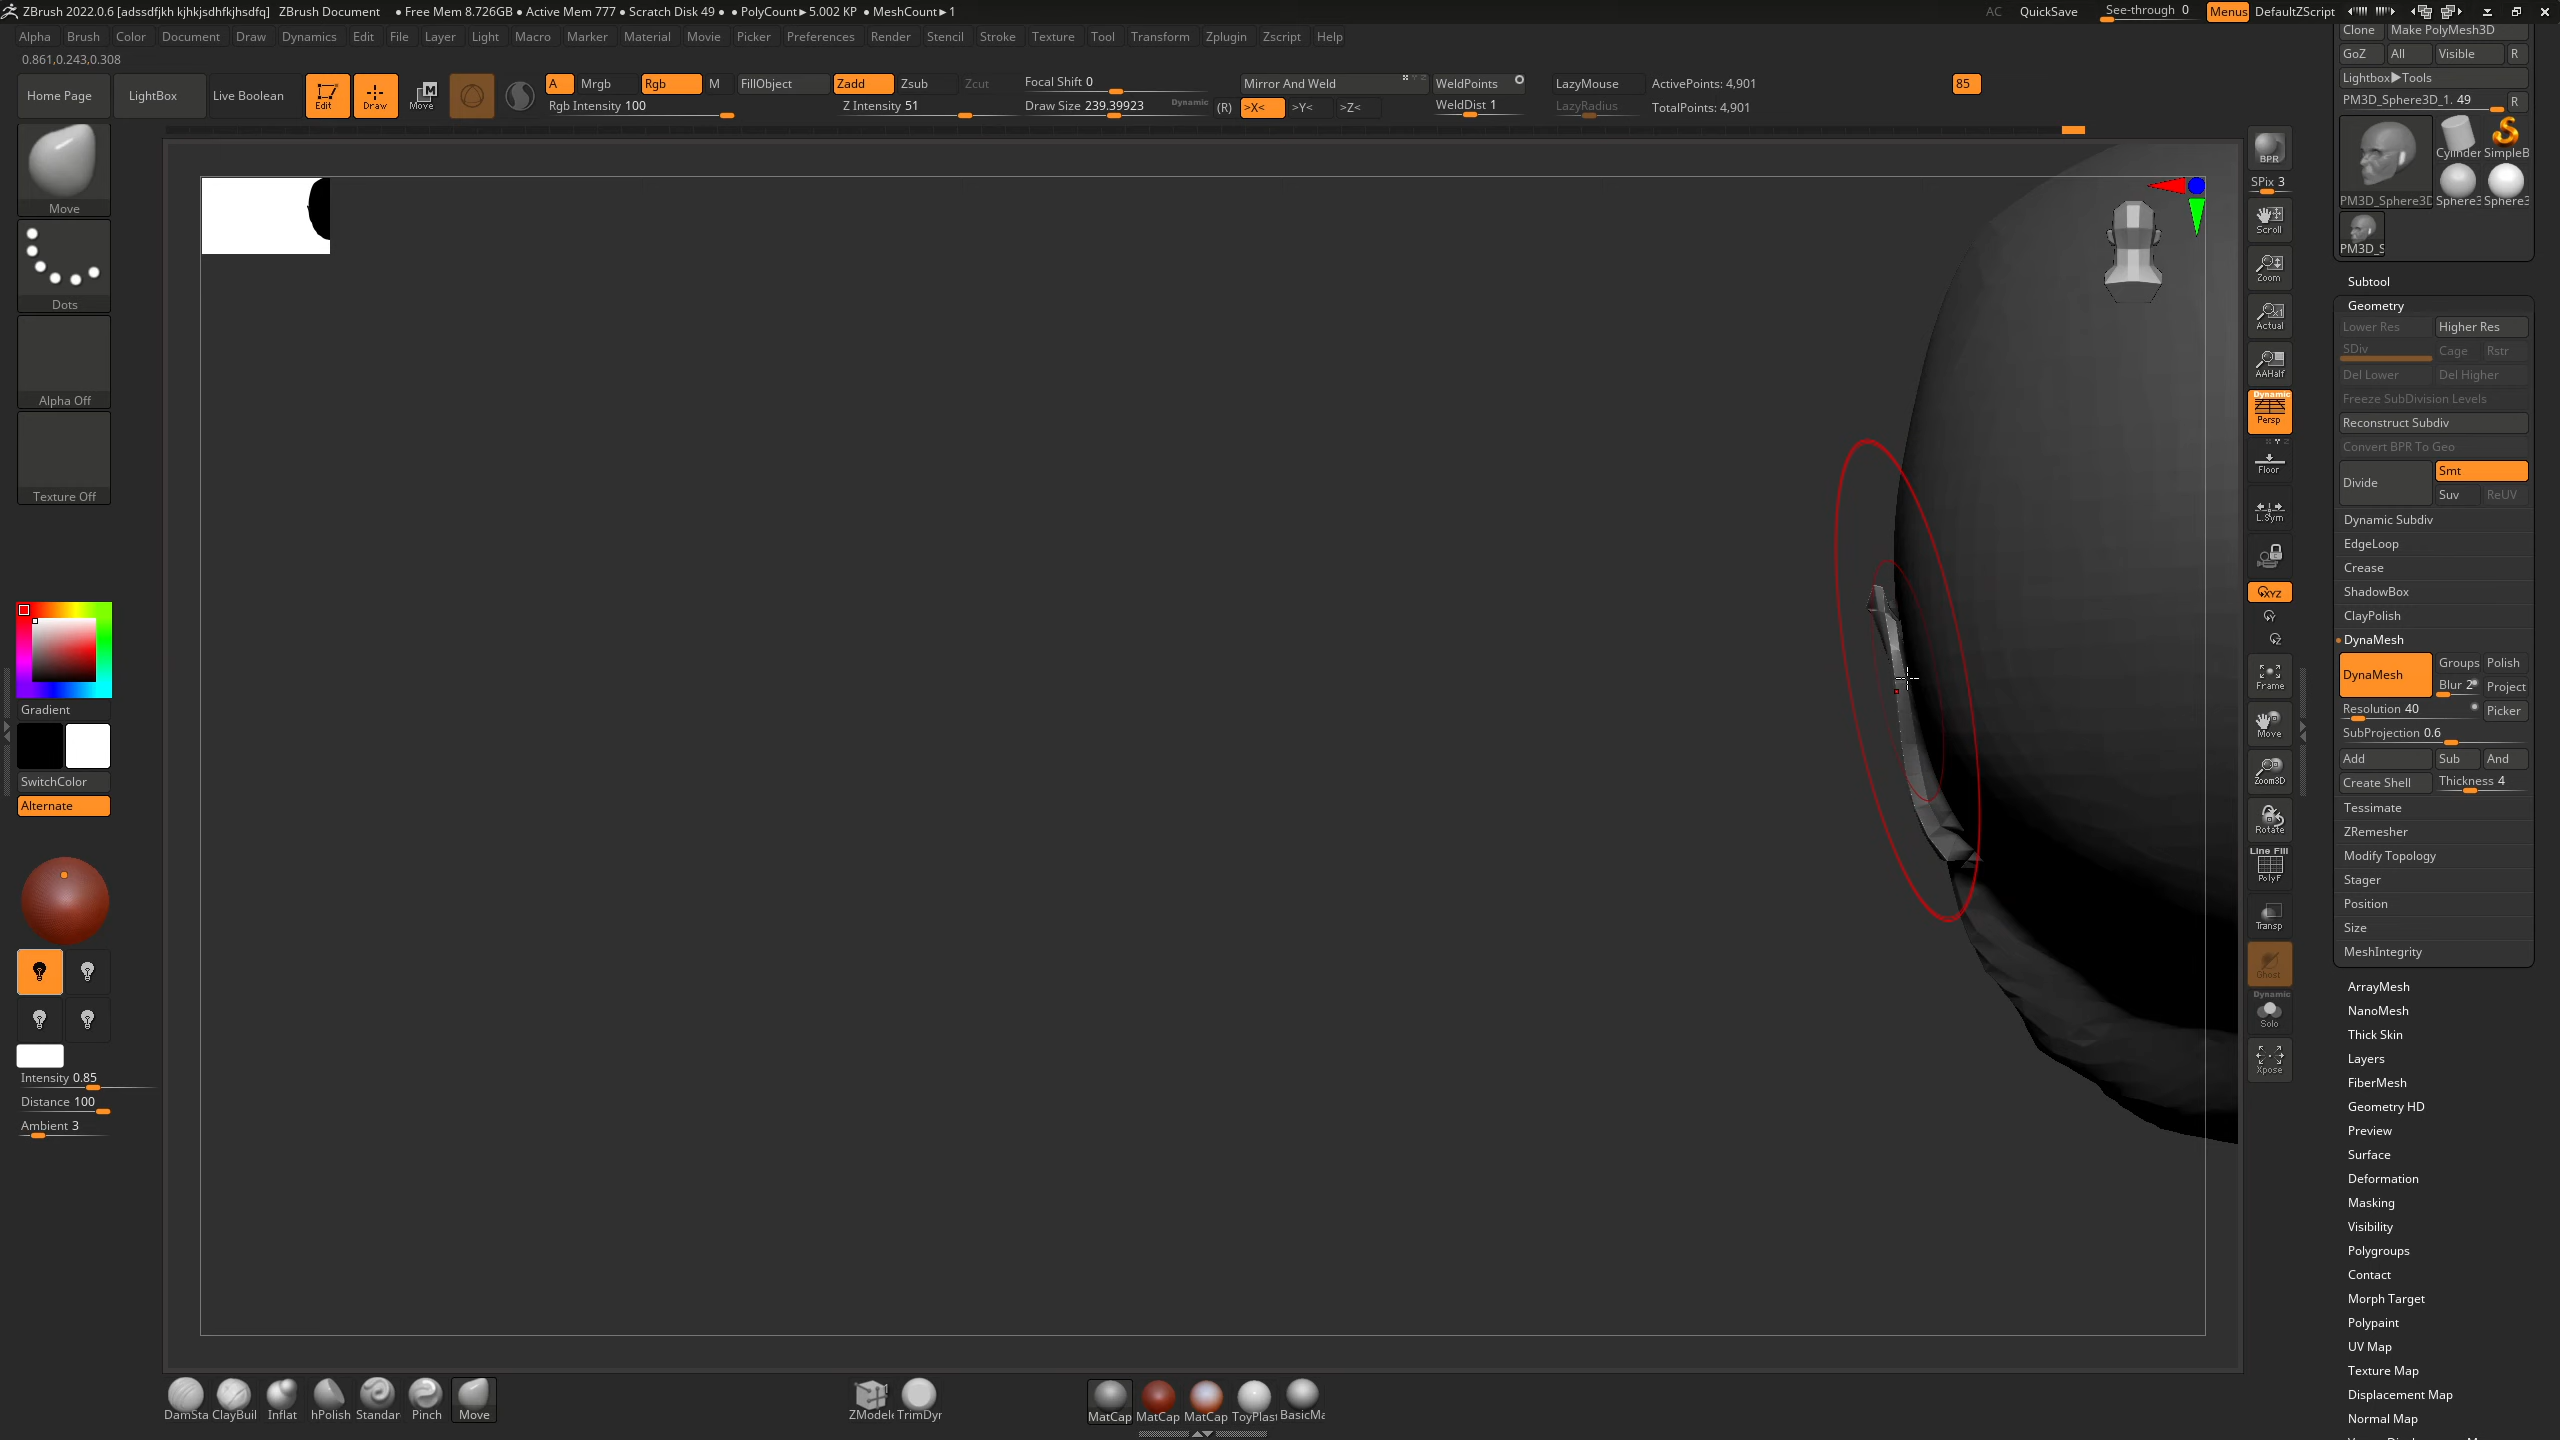 ZBrush 2022.0.6 [adssdfjkh kjhkjsdhfkjhsdfq] ZBrush Document ● Free Mem 8.726GB ● Active Mem 777 ● Scratch Disk 49 ● ● PolyCount►5.002 KP ● MeshCount►1 AC QuickSave See-through 0 Menus DefaultZScript
Alpha Brush Color Document Draw Dynamics Edit File Layer Light Macro Marker Material Movie Picker Preferences Render Stencil Stroke Texture Tool Transform Zplugin Zscript Help
0.861,0.243,0.308
Home Page LightBox Live Boolean Edit Draw Move
A Mrgb Rgb M FillObject Zadd Zsub Zcut Focal Shift 0 Mirror And Weld WeldPoints LazyMouse ActivePoints: 4,901 85
Rgb Intensity 100 Z Intensity 51 Draw Size 239.39923 Dynamic (R) >X< >Y< >Z< WeldDist 1 LazyRadius TotalPoints: 4,901
Move
Dots
Alpha Off
Texture Off
Gradient
SwitchColor
Alternate
Intensity 0.85
Distance 100
Ambient 3
BPR
SPix 3
Scroll
Zoom
Actual
AAHalf
Dynamic
Persp
Floor
L.Sym
XYZ
Y
Z
Frame
Move
Zoom3D
Rotate
Line Fill
PolyF
Transp
Ghost
Dynamic
Solo
Xpose
Clone Make PolyMesh3D
GoZ All Visible R
Lightbox►Tools
PM3D_Sphere3D_1. 49 R
Cylinder SimpleB
PM3D_Sphere3D Sphere3 Sphere3
PM3D_S
Subtool
Geometry
Lower Res Higher Res
SDiv Cage Rstr
Del Lower Del Higher
Freeze SubDivision Levels
Reconstruct Subdiv
Convert BPR To Geo
Divide Smt
Suv ReUV
Dynamic Subdiv
EdgeLoop
Crease
ShadowBox
ClayPolish
DynaMesh
DynaMesh Groups Polish
Blur 2 Project
Resolution 40 Picker
SubProjection 0.6
Add Sub And
Create Shell Thickness 4
Tessimate
ZRemesher
Modify Topology
Stager
Position
Size
MeshIntegrity
ArrayMesh
NanoMesh
Thick Skin
Layers
FiberMesh
Geometry HD
Preview
Surface
Deformation
Masking
Visibility
Polygroups
Contact
Morph Target
Polypaint
UV Map
Texture Map
Displacement Map
Normal Map
DamSta ClayBuil Inflat hPolish Standar Pinch Move ZModele TrimDyn MatCap MatCap MatCap ToyPlas BasicMa